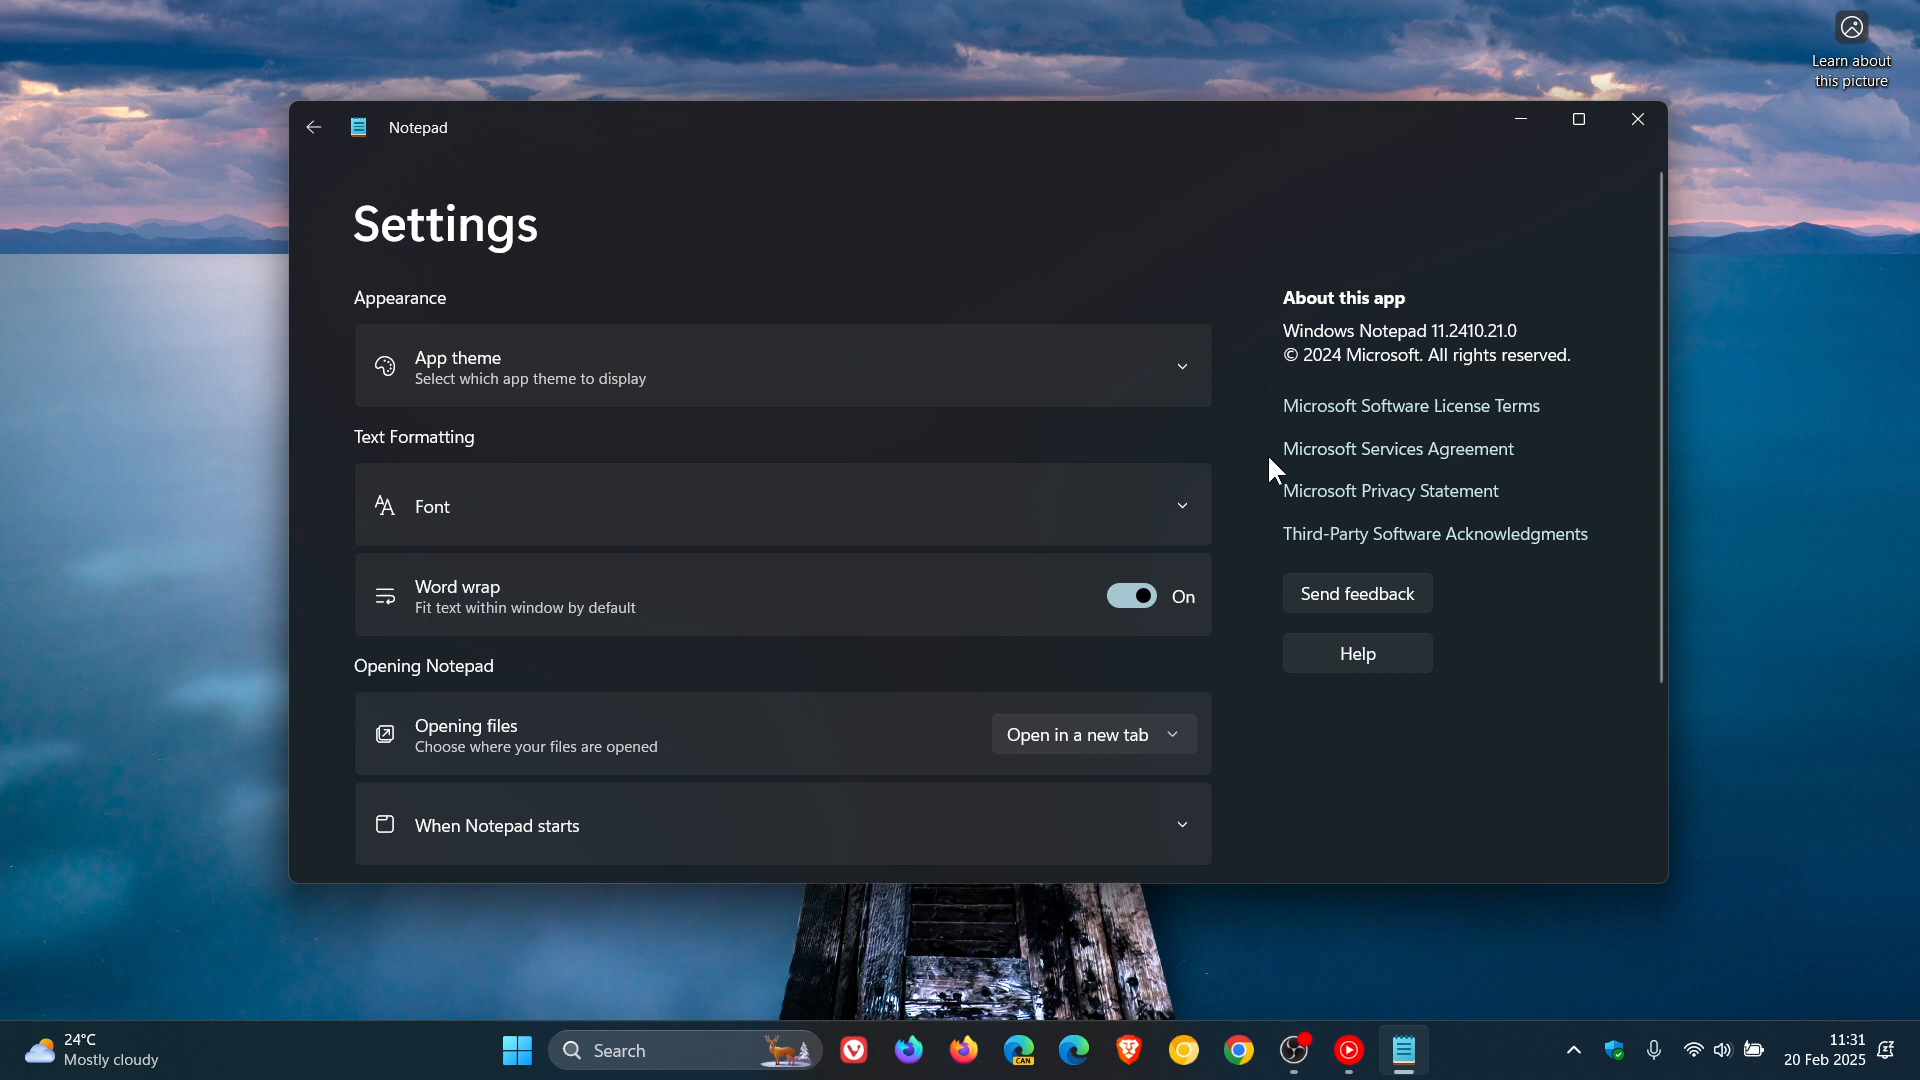 Learn about
this picture
Notepad
Settings
Appearance
App theme
Select which app theme to display
Text Formatting
Font
Word wrap
Fit text within window by default
On
Opening Notepad
Opening files
Choose where your files are opened
Open in a new tab
When Notepad starts
About this app
Windows Notepad 11.2410.21.0
© 2024 Microsoft. All rights reserved.
Microsoft Software License Terms
Microsoft Services Agreement
Microsoft Privacy Statement
Third-Party Software Acknowledgments
Send feedback
Help
24°C
Mostly cloudy
Search
CAN
11:31
20 Feb 2025